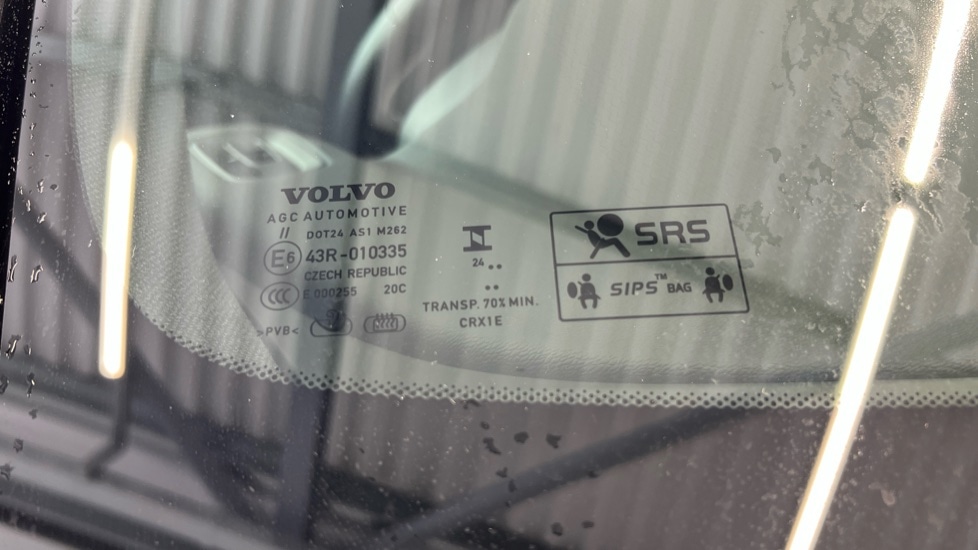 VOLVO
AGC AUTOMOTIVE
// DOT24 AS1 M262
E6 43R-010335
CZECH REPUBLIC
CCC E 000255 20C
>PVB<
24 ..
..
TRANSP. 70% MIN.
CRX1E
SRS
SIPS™ BAG